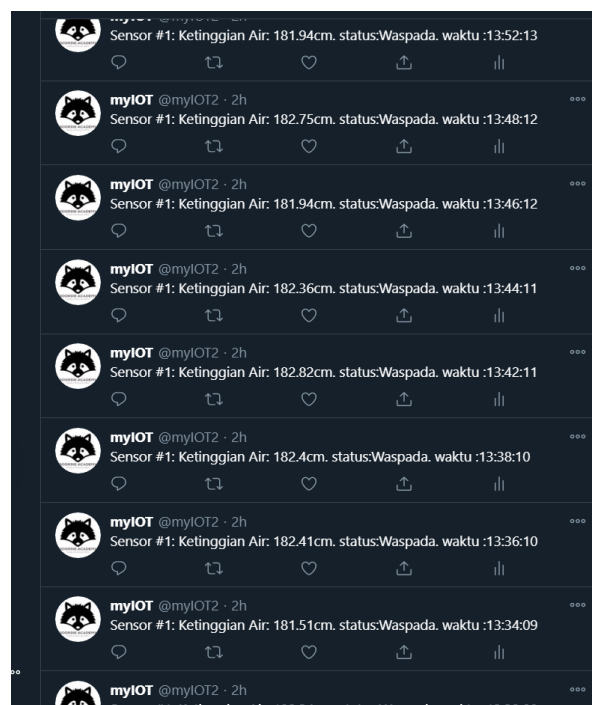 Sensor #1: Ketinggian Air: 181.94cm. status:Waspada. waktu :13:52:13
myIOT @myIOT2 · 2h
Sensor #1: Ketinggian Air: 182.75cm. status:Waspada. waktu :13:48:12
myIOT @myIOT2 · 2h
Sensor #1: Ketinggian Air: 181.94cm. status:Waspada. waktu :13:46:12
myIOT @myIOT2 · 2h
Sensor #1: Ketinggian Air: 182.36cm. status:Waspada. waktu :13:44:11
myIOT @myIOT2 · 2h
Sensor #1: Ketinggian Air: 182.82cm. status:Waspada. waktu :13:42:11
myIOT @myIOT2 · 2h
Sensor #1: Ketinggian Air: 182.4cm. status:Waspada. waktu :13:38:10
myIOT @myIOT2 · 2h
Sensor #1: Ketinggian Air: 182.41cm. status:Waspada. waktu :13:36:10
myIOT @myIOT2 · 2h
Sensor #1: Ketinggian Air: 181.51cm. status:Waspada. waktu :13:34:09
myIOT @myIOT2 · 2h